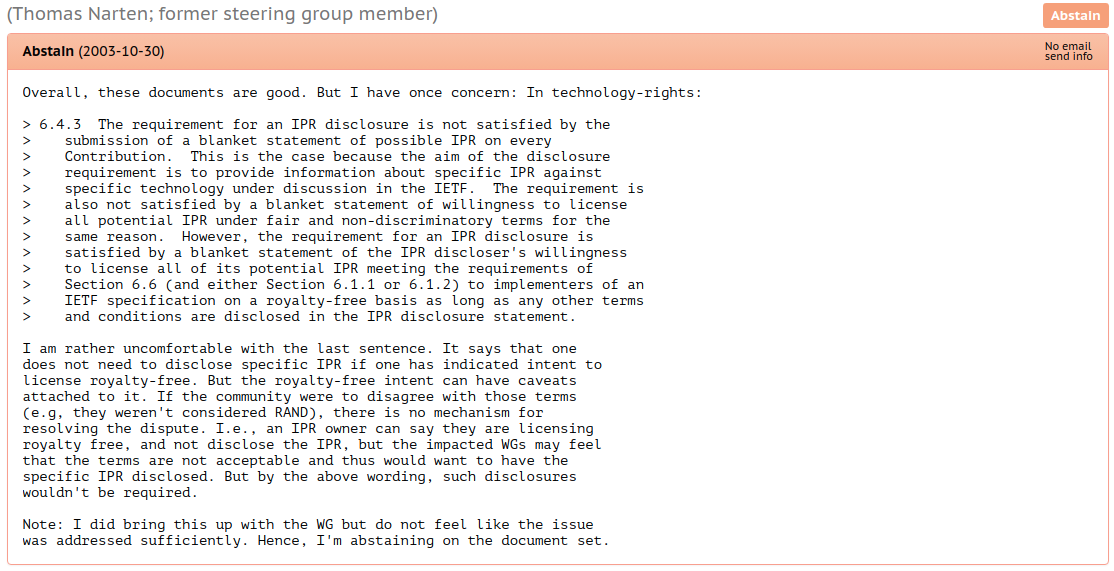 (Thomas Narten; former steering group member)
Abstain
Abstain (2003-10-30)
No email
send info
Overall, these documents are good. But I have once concern: In technology-rights:
> 6.4.3  The requirement for an IPR disclosure is not satisfied by the
>    submission of a blanket statement of possible IPR on every
>    Contribution.  This is the case because the aim of the disclosure
>    requirement is to provide information about specific IPR against
>    specific technology under discussion in the IETF.  The requirement is
>    also not satisfied by a blanket statement of willingness to license
>    all potential IPR under fair and non-discriminatory terms for the
>    same reason.  However, the requirement for an IPR disclosure is
>    satisfied by a blanket statement of the IPR discloser's willingness
>    to license all of its potential IPR meeting the requirements of
>    Section 6.6 (and either Section 6.1.1 or 6.1.2) to implementers of an
>    IETF specification on a royalty-free basis as long as any other terms
>    and conditions are disclosed in the IPR disclosure statement.
I am rather uncomfortable with the last sentence. It says that one
does not need to disclose specific IPR if one has indicated intent to
license royalty-free. But the royalty-free intent can have caveats
attached to it. If the community were to disagree with those terms
(e.g, they weren't considered RAND), there is no mechanism for
resolving the dispute. I.e., an IPR owner can say they are licensing
royalty free, and not disclose the IPR, but the impacted WGs may feel
that the terms are not acceptable and thus would want to have the
specific IPR disclosed. But by the above wording, such disclosures
wouldn't be required.
Note: I did bring this up with the WG but do not feel like the issue
was addressed sufficiently. Hence, I'm abstaining on the document set.